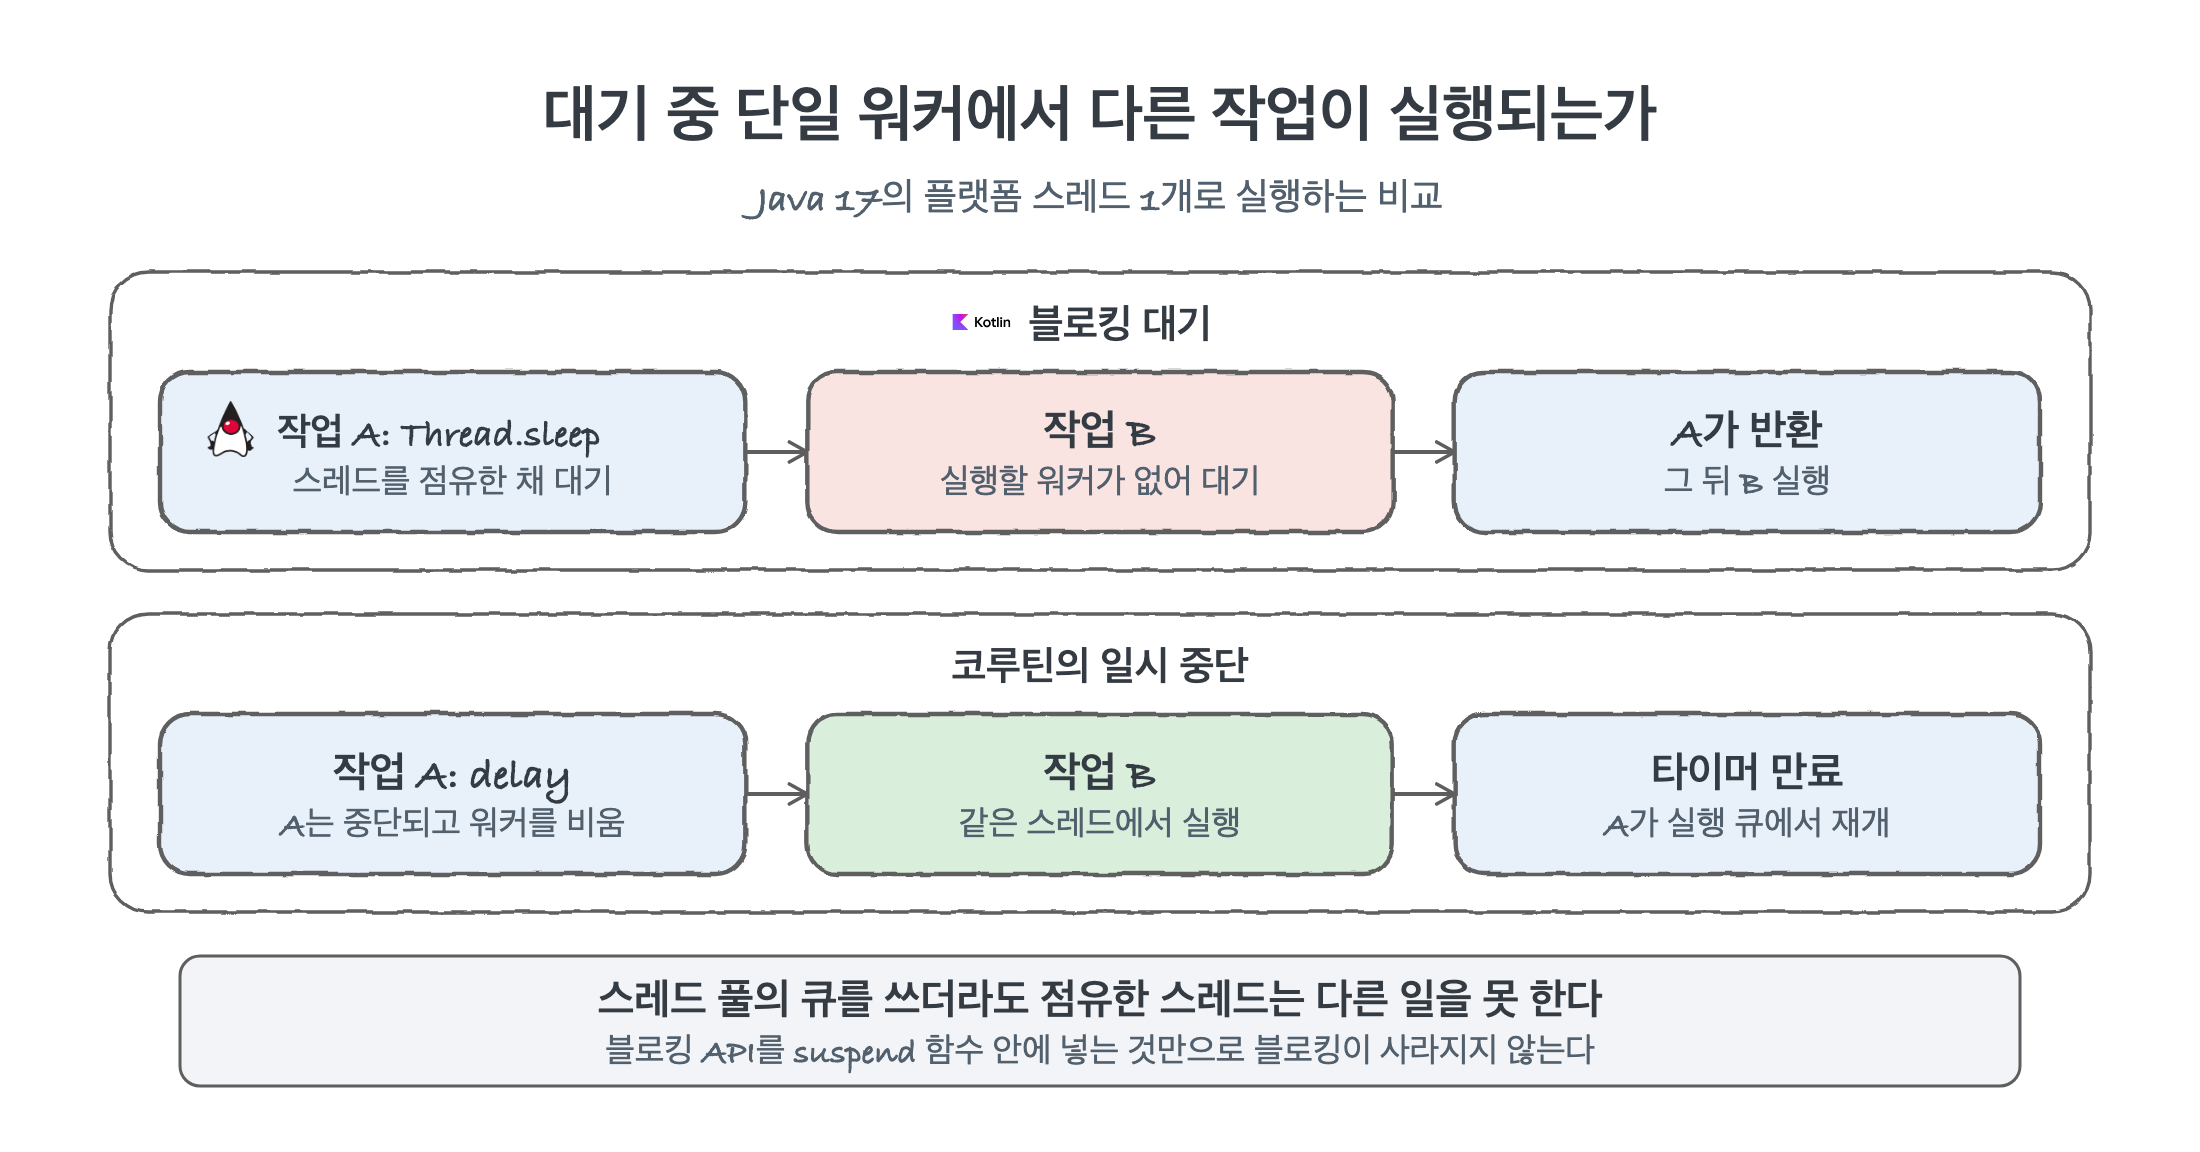 대기 중 단일 워커에서 다른 작업이 실행되는가
Java 17의 플랫폼 스레드 1개로 실행하는 비교
Kotlin 블로킹 대기
작업 A: Thread.sleep
스레드를 점유한 채 대기
작업 B
실행할 워커가 없어 대기
A가 반환
그 뒤 B 실행
코루틴의 일시 중단
작업 A: delay
A는 중단되고 워커를 비움
작업 B
같은 스레드에서 실행
타이머 만료
A가 실행 큐에서 재개
스레드 풀의 큐를 쓰더라도 점유한 스레드는 다른 일을 못 한다
블로킹 API를 suspend 함수 안에 넣는 것만으로 블로킹이 사라지지 않는다